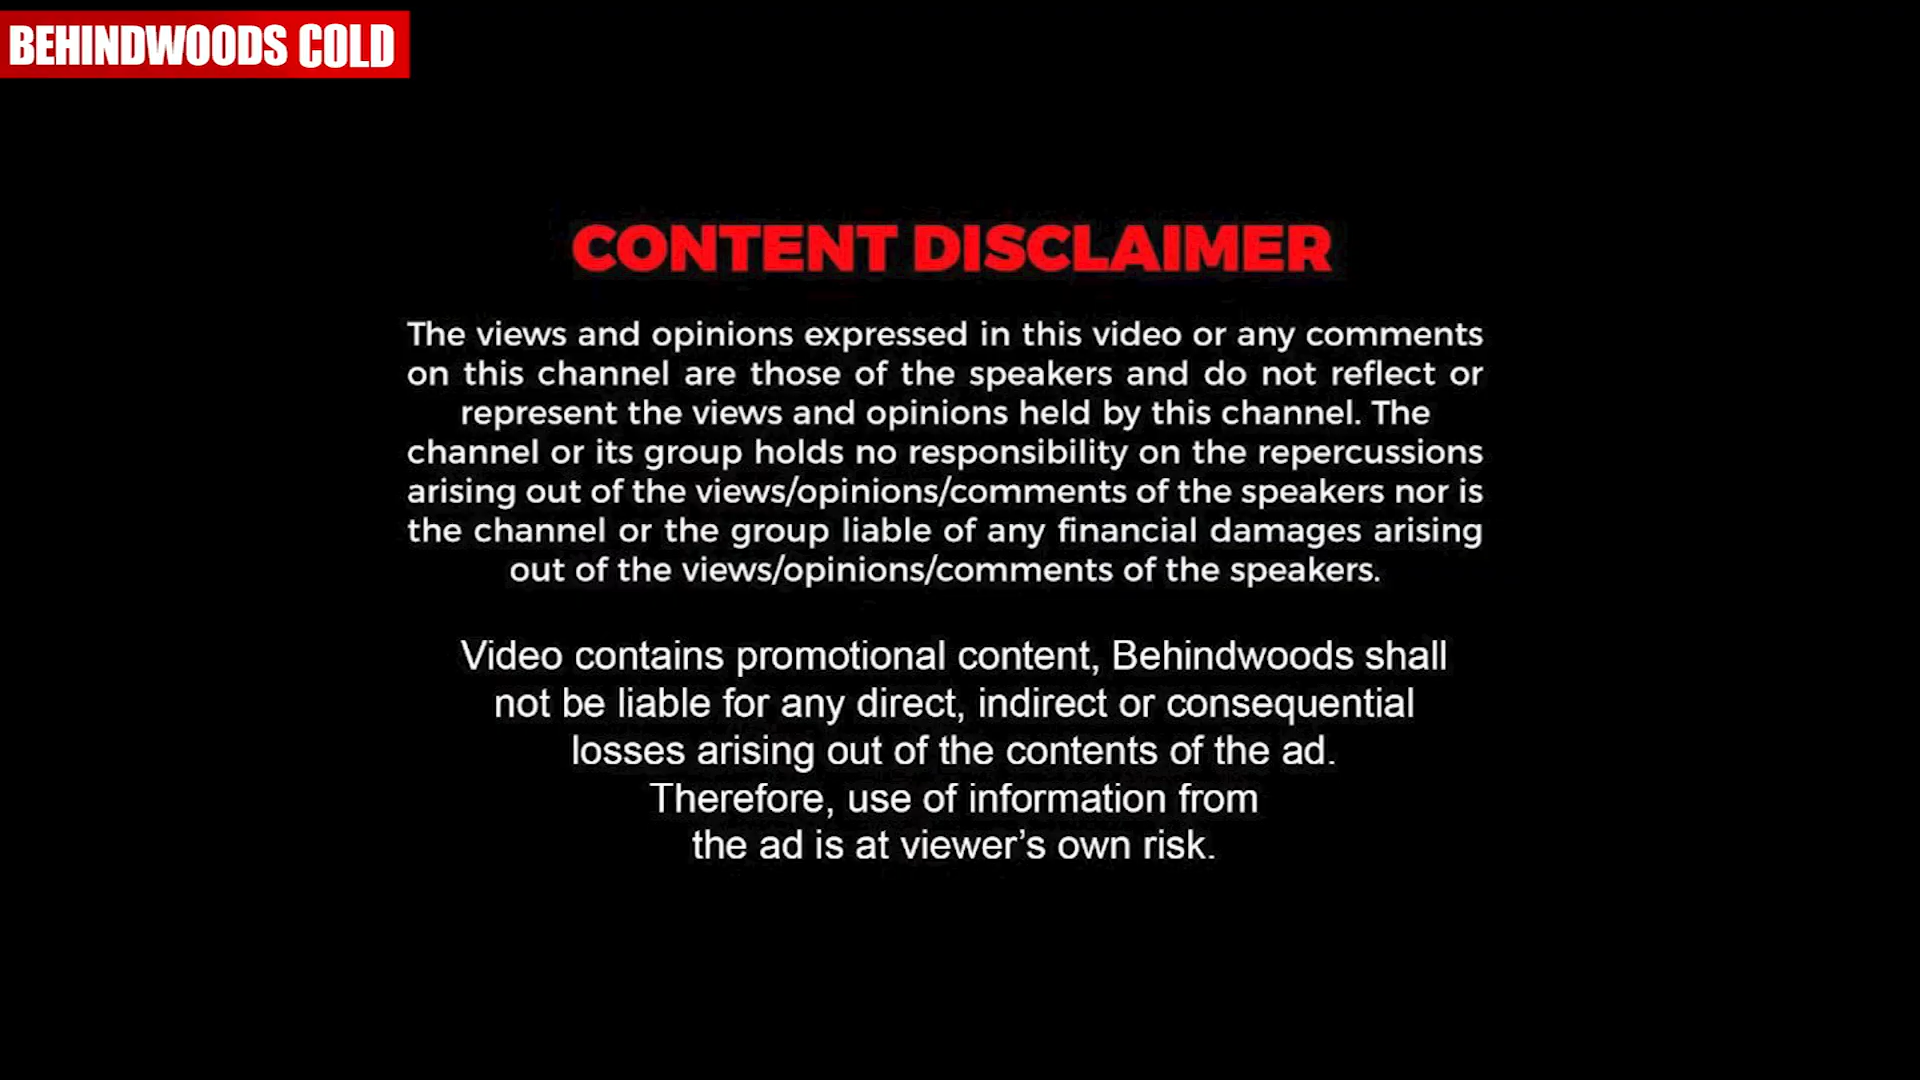 BEHINDWOODS COLD
CONTENT DISCLAIMER
The views and opinions expressed in this video or any comments
on this channel are those of the speakers and do not reflect or
represent the views and opinions held by this channel. The
channel or its group holds no responsibility on the repercussions
arising out of the views/opinions/comments of the speakers nor is
the channel or the group liable of any financial damages arising
out of the views/opinions/comments of the speakers.
Video contains promotional content, Behindwoods shall
not be liable for any direct, indirect or consequential
losses arising out of the contents of the ad.
Therefore, use of information from
the ad is at viewer’s own risk.